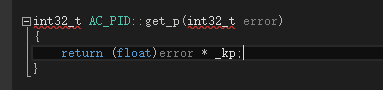 int32_t AC_PID::get_p(int32_t error)
{
    return (float)error * _kp;
}